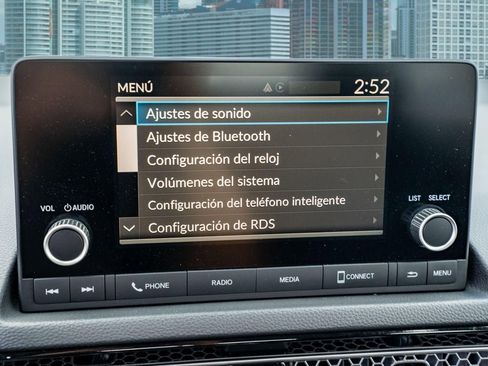 MENÚ 2:52
Ajustes de sonido
Ajustes de Bluetooth
Configuración del reloj
Volúmenes del sistema
Configuración del teléfono inteligente
Configuración de RDS
VOL AUDIO
LIST SELECT
PHONE RADIO MEDIA CONNECT MENU